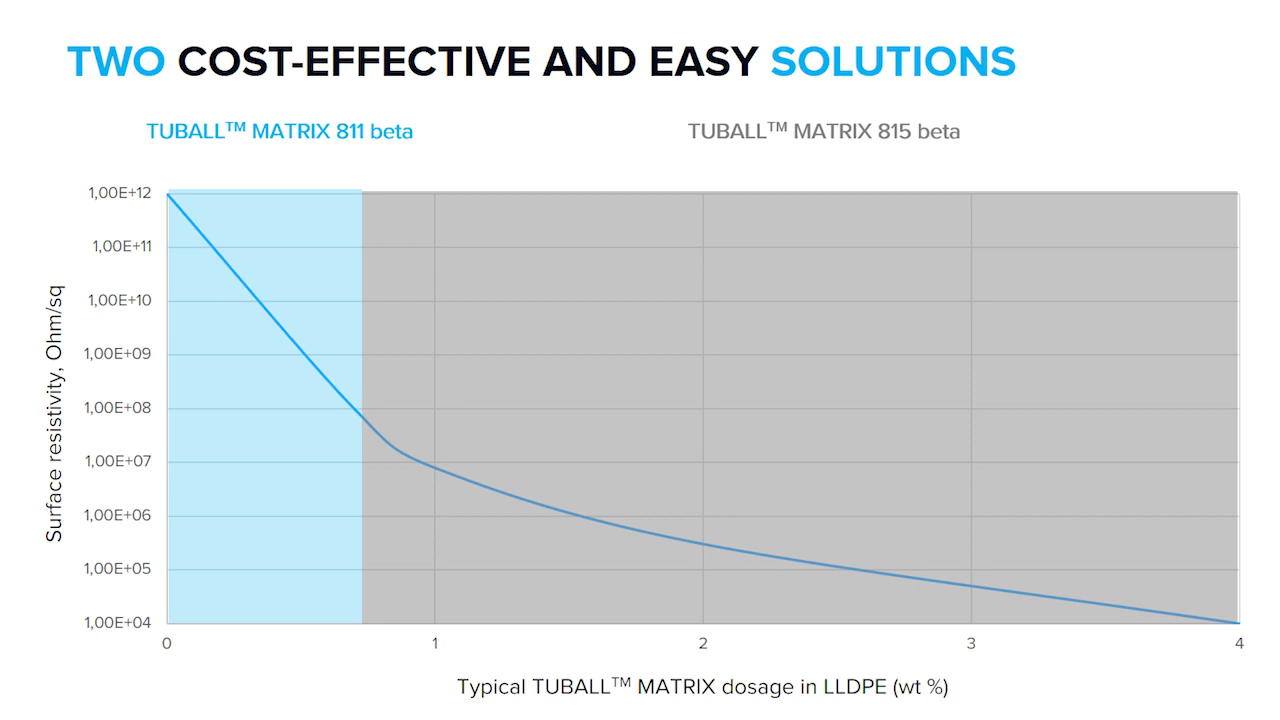 TWO COST-EFFECTIVE AND EASY SOLUTIONS
TUBALL™ MATRIX 811 beta
TUBALL™ MATRIX 815 beta
1,00E+12
1,00E+11
1,00E+10
1,00E+09
1,00E+08
1,00E+07
1,00E+06
1,00E+05
1,00E+04
Surface resistivity, Ohm/sq
0 1 2 3 4
Typical TUBALL™ MATRIX dosage in LLDPE (wt %)